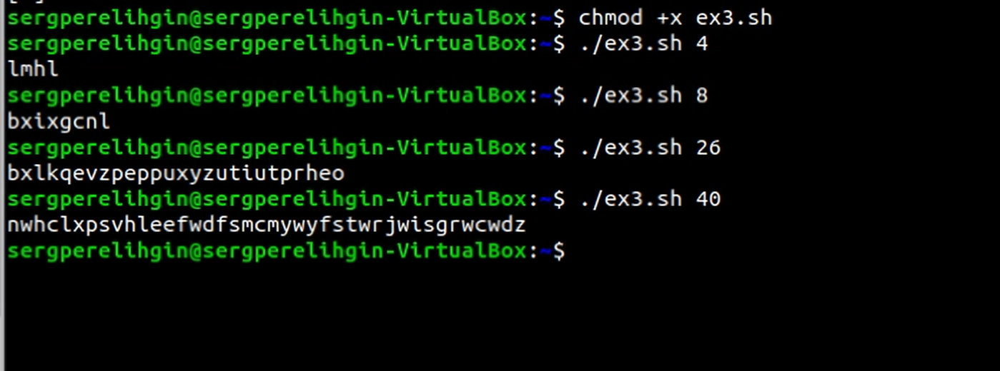 sergperelihgin@sergperelihgin-VirtualBox:~$ chmod +x ex3.sh
sergperelihgin@sergperelihgin-VirtualBox:~$ ./ex3.sh 4
lmhl
sergperelihgin@sergperelihgin-VirtualBox:~$ ./ex3.sh 8
bxixgcnl
sergperelihgin@sergperelihgin-VirtualBox:~$ ./ex3.sh 26
bxlkqevzpeppuxyzutiutprheo
sergperelihgin@sergperelihgin-VirtualBox:~$ ./ex3.sh 40
nwhclxpsvhleefwdfsmcmywyfstwrjwisgrwcwdz
sergperelihgin@sergperelihgin-VirtualBox:~$